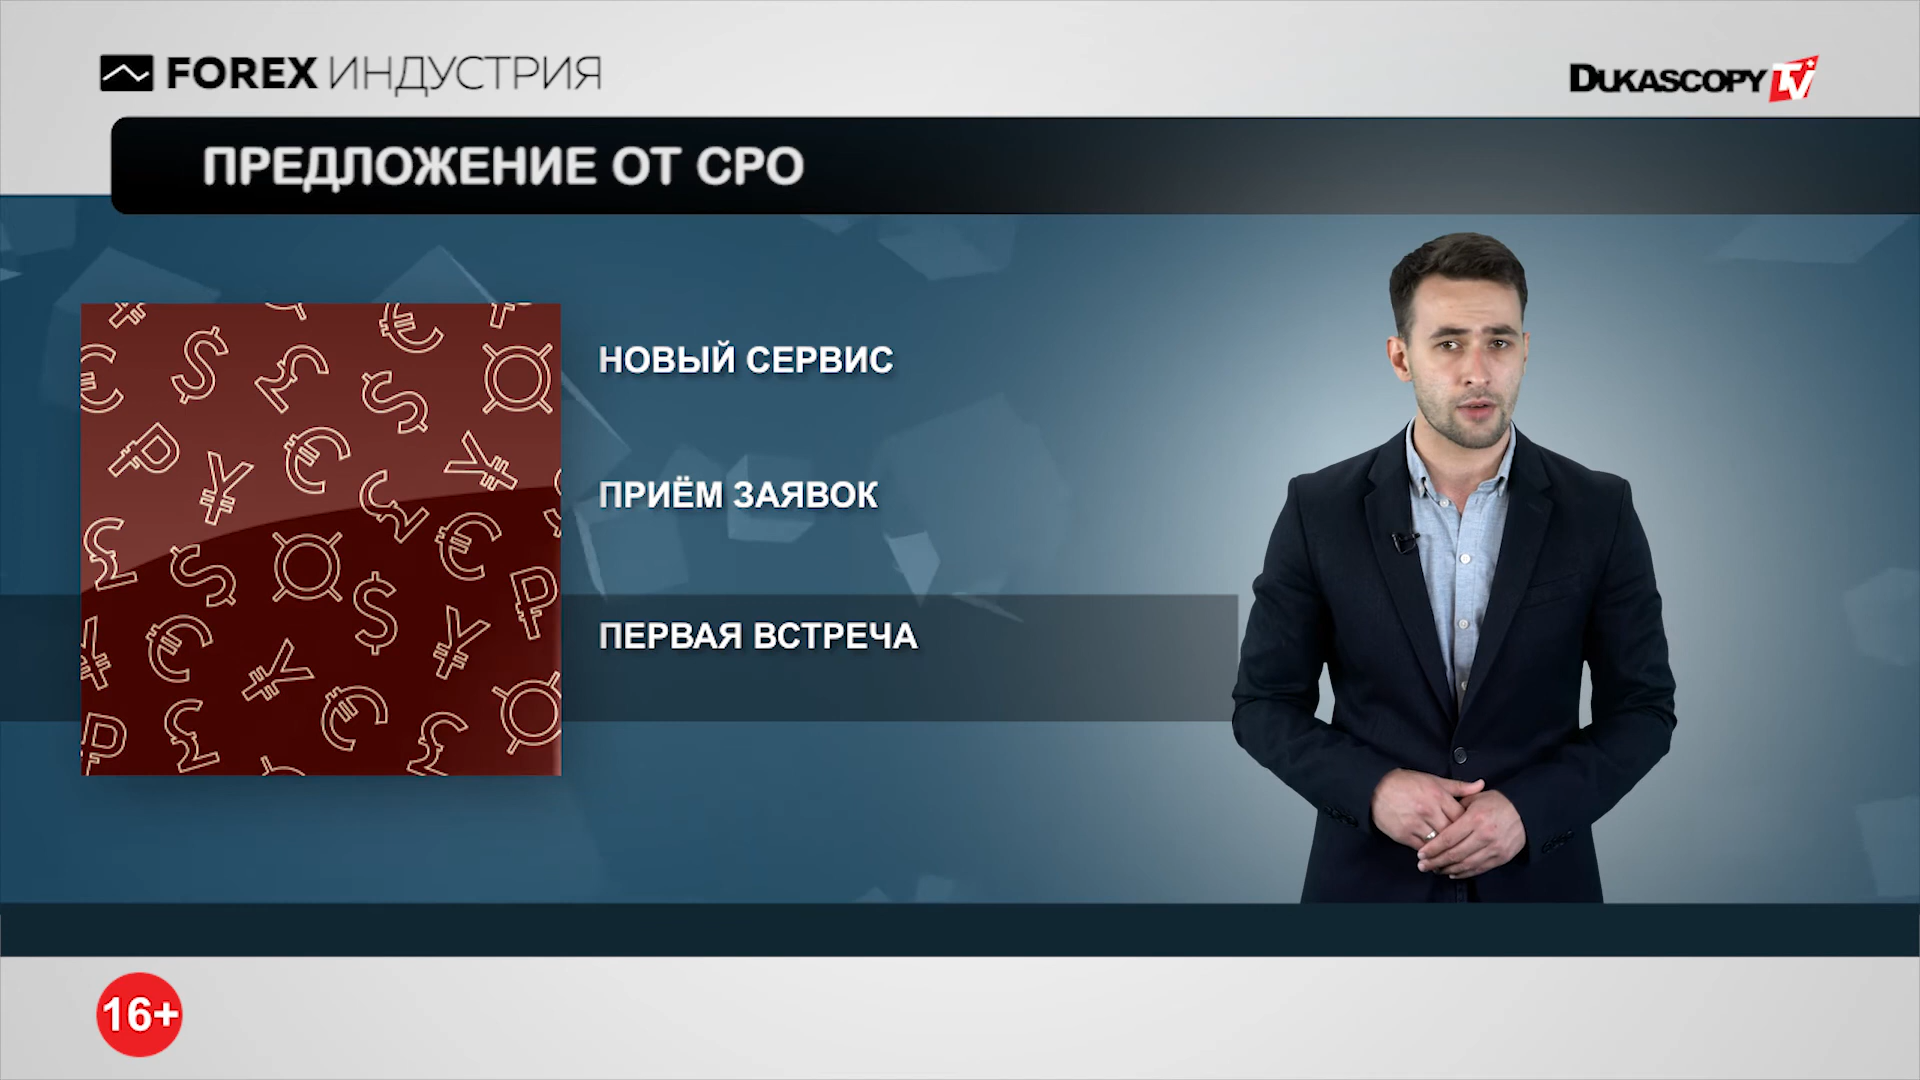 FOREX ИНДУСТРИЯ
DUKASCOPY TV
ПРЕДЛОЖЕНИЕ ОТ СРО
НОВЫЙ СЕРВИС
ПРИЁМ ЗАЯВОК
ПЕРВАЯ ВСТРЕЧА
16+